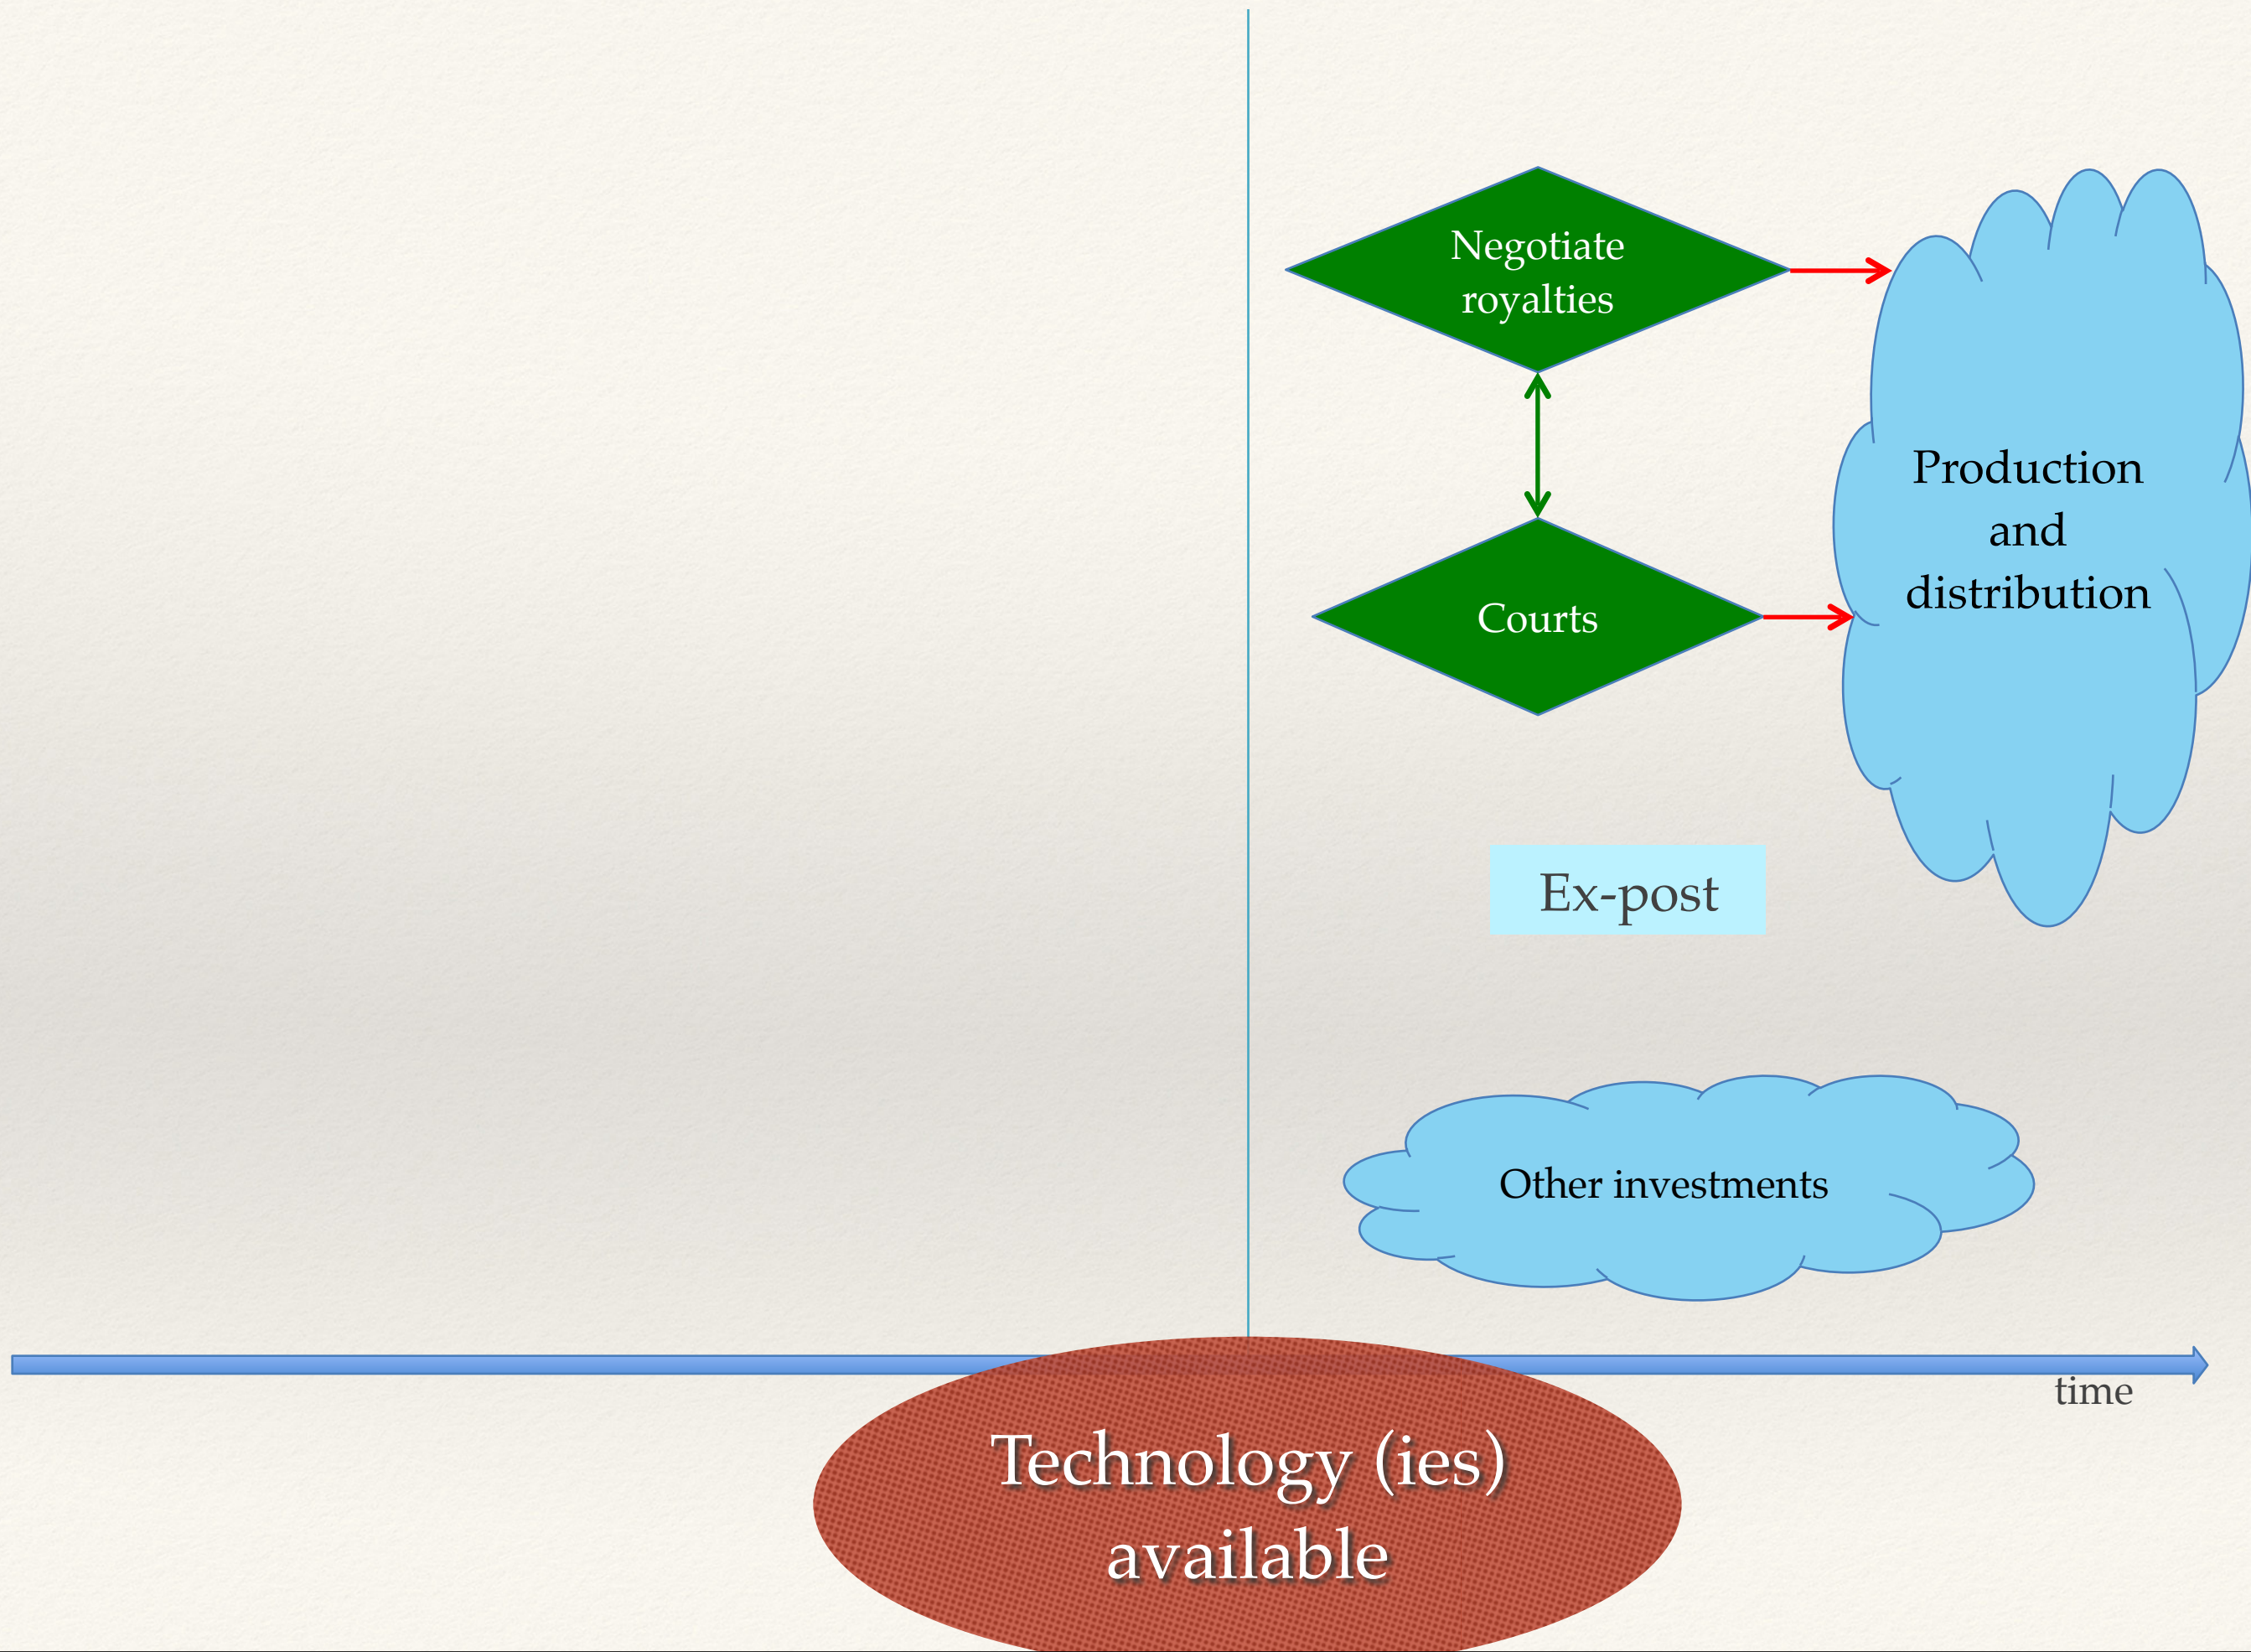 Negotiate
royalties
Production
and
distribution
Courts
Ex-post
Other investments
time
Technology (ies)
available